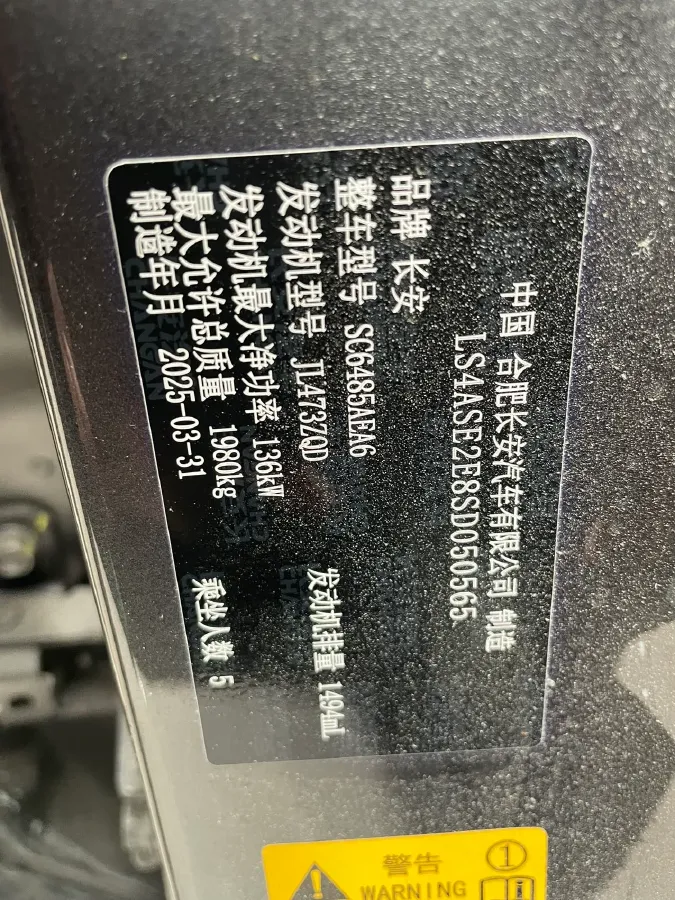 中国 合肥长安汽车有限公司 制造
LS4ASE2E8SD050565
品牌 长安
整车型号 SC6485AEA6
发动机型号 JL473ZQD 发动机排量 1494mL
发动机最大净功率 136kW
最大允许总质量 1980kg 乘坐人数 5
制造年月 2025-03-31
警告 ①
WARNING